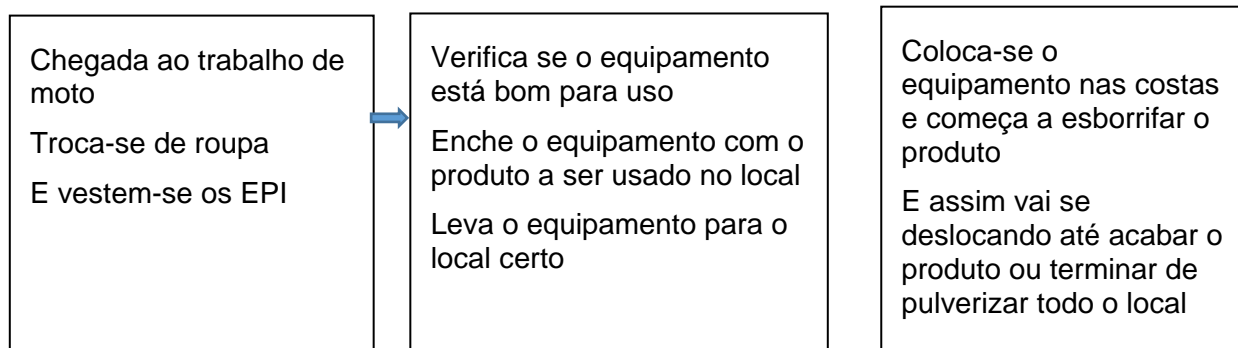 Chegada ao trabalho de
moto
Troca-se de roupa
E vestem-se os EPI
Verifica se o equipamento
está bom para uso
Enche o equipamento com o
produto a ser usado no local
Leva o equipamento para o
local certo
Coloca-se o
equipamento nas costas
e começa a esborrifar o
produto
E assim vai se
deslocando até acabar o
produto ou terminar de
pulverizar todo o local